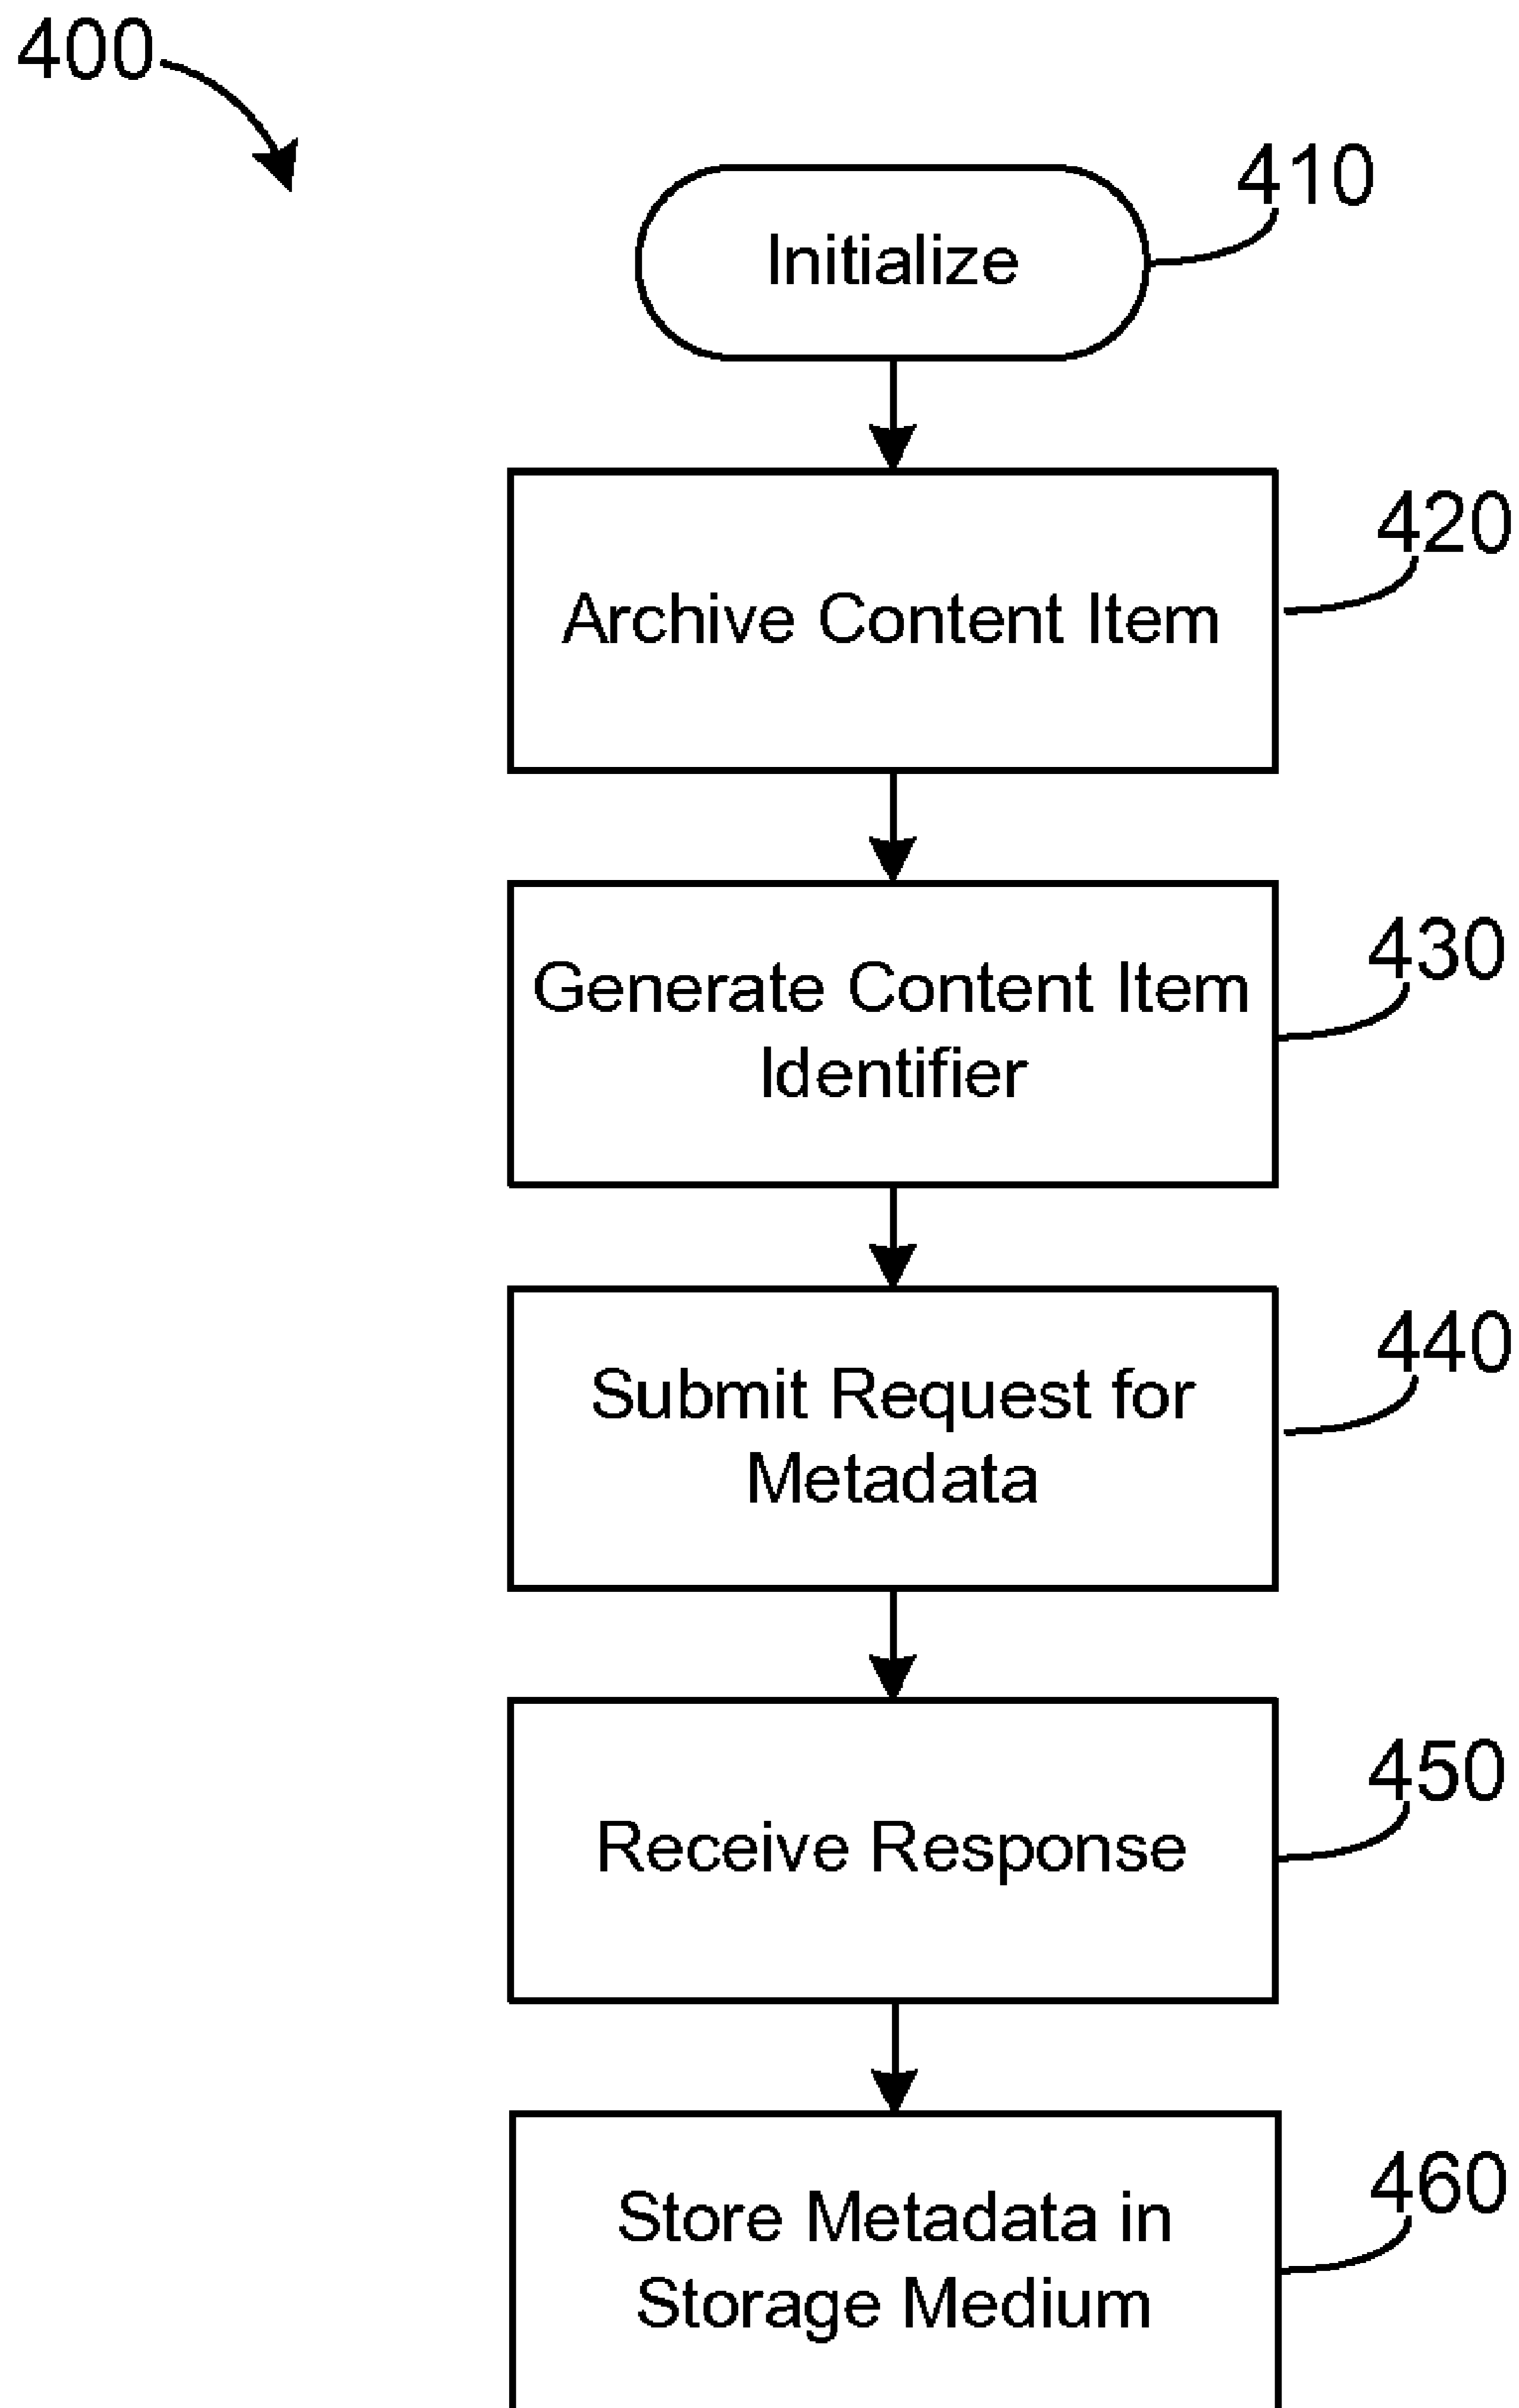 400
410
Initialize
420
Archive Content Item
430
Generate Content Item
Identifier
440
Submit Request for
Metadata
450
Receive Response
460
Store Metadata in
Storage Medium